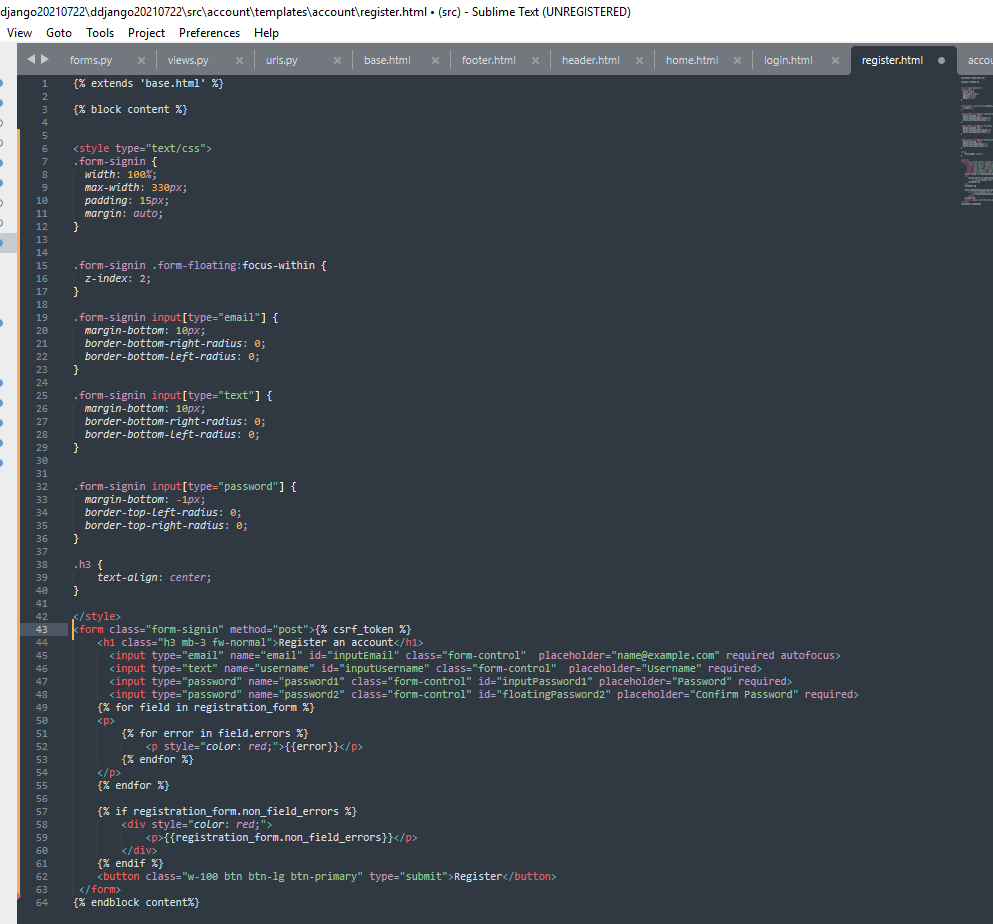 django20210722\ddjango20210722\src\account\templates\account\register.html • (src) - Sublime Text (UNREGISTERED)
View Goto Tools Project Preferences Help
forms.py × views.py × urls.py × base.html × footer.html × header.html × home.html × login.html × register.html ● accou
1 {% extends 'base.html' %}
2
3 {% block content %}
4
5
6 <style type="text/css">
7 .form-signin {
8 width: 100%;
9 max-width: 330px;
10 padding: 15px;
11 margin: auto;
12 }
13
14
15 .form-signin .form-floating:focus-within {
16 z-index: 2;
17 }
18
19 .form-signin input[type="email"] {
20 margin-bottom: 10px;
21 border-bottom-right-radius: 0;
22 border-bottom-left-radius: 0;
23 }
24
25 .form-signin input[type="text"] {
26 margin-bottom: 10px;
27 border-bottom-right-radius: 0;
28 border-bottom-left-radius: 0;
29 }
30
31
32 .form-signin input[type="password"] {
33 margin-bottom: -1px;
34 border-top-left-radius: 0;
35 border-top-right-radius: 0;
36 }
37
38 .h3 {
39 text-align: center;
40 }
41
42 </style>
43 <form class="form-signin" method="post">{% csrf_token %}
44 <h1 class="h3 mb-3 fw-normal">Register an account</h1>
45 <input type="email" name="email" id="inputEmail" class="form-control"  placeholder="name@example.com" required autofocus>
46 <input type="text" name="username" id="inputUsername" class="form-control"  placeholder="Username" required>
47 <input type="password" name="password1" class="form-control" id="inputPassword1" placeholder="Password" required>
48 <input type="password" name="password2" class="form-control" id="floatingPassword2" placeholder="Confirm Password" required>
49 {% for field in registration_form %}
50 <p>
51 {% for error in field.errors %}
52 <p style="color: red;">{{error}}</p>
53 {% endfor %}
54 </p>
55 {% endfor %}
56
57 {% if registration_form.non_field_errors %}
58 <div style="color: red;">
59 <p>{{registration_form.non_field_errors}}</p>
60 </div>
61 {% endif %}
62 <button class="w-100 btn btn-lg btn-primary" type="submit">Register</button>
63 </form>
64 {% endblock content%}